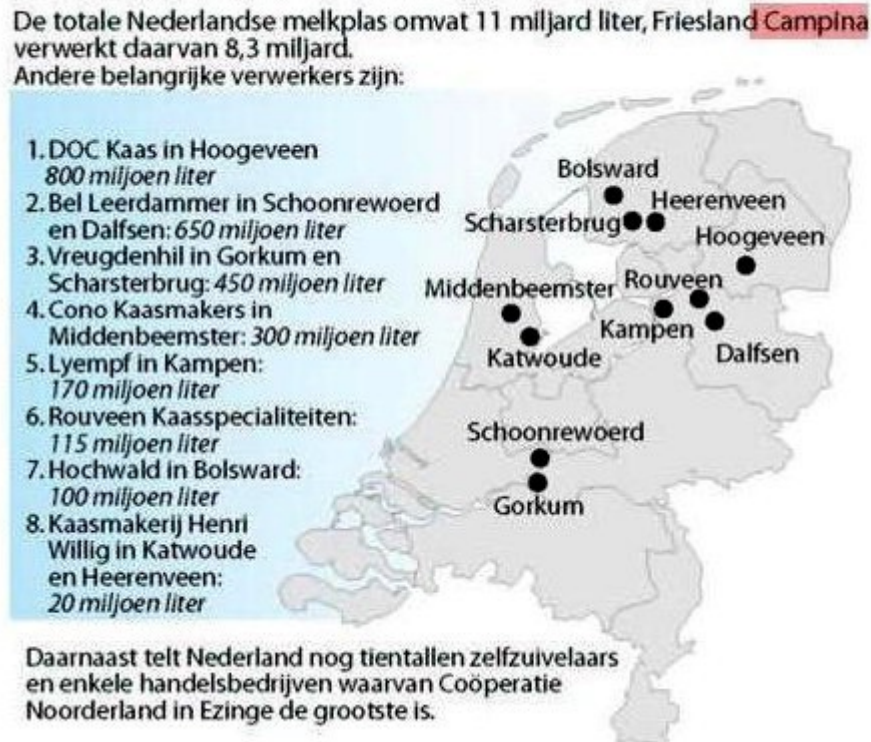 De totale Nederlandse melkplas omvat 11 miljard liter, Friesland Campina
verwerkt daarvan 8,3 miljard.
Andere belangrijke verwerkers zijn:
1. DOC Kaas in Hoogeveen
800 miljoen liter
2. Bel Leerdammer in Schoonrewoerd
en Dalfsen: 650 miljoen liter
3. Vreugdenhil in Gorkum en
Scharsterbrug: 450 miljoen liter
4. Cono Kaasmakers in
Middenbeemster: 300 miljoen liter
5. Lyempf in Kampen:
170 miljoen liter
6. Rouveen Kaasspecialiteiten:
115 miljoen liter
7. Hochwald in Bolsward:
100 miljoen liter
8. Kaasmakerij Henri
Willig in Katwoude
en Heerenveen:
20 miljoen liter
Bolsward
Heerenveen
Scharsterbrug
Hoogeveen
Middenbeemster
Rouveen
Kampen
Katwoude
Dalfsen
Schoonrewoerd
Gorkum
Daarnaast telt Nederland nog tientallen zelfzuivelaars
en enkele handelsbedrijven waarvan Coöperatie
Noorderland in Ezinge de grootste is.